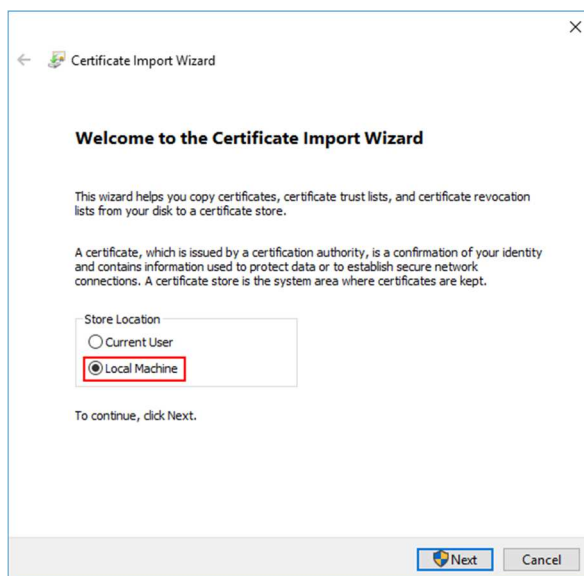 Certificate Import Wizard
Welcome to the Certificate Import Wizard
This wizard helps you copy certificates, certificate trust lists, and certificate revocation
lists from your disk to a certificate store.
A certificate, which is issued by a certification authority, is a confirmation of your identity
and contains information used to protect data or to establish secure network
connections. A certificate store is the system area where certificates are kept.
Store Location
Current User
Local Machine
To continue, click Next.
Next
Cancel